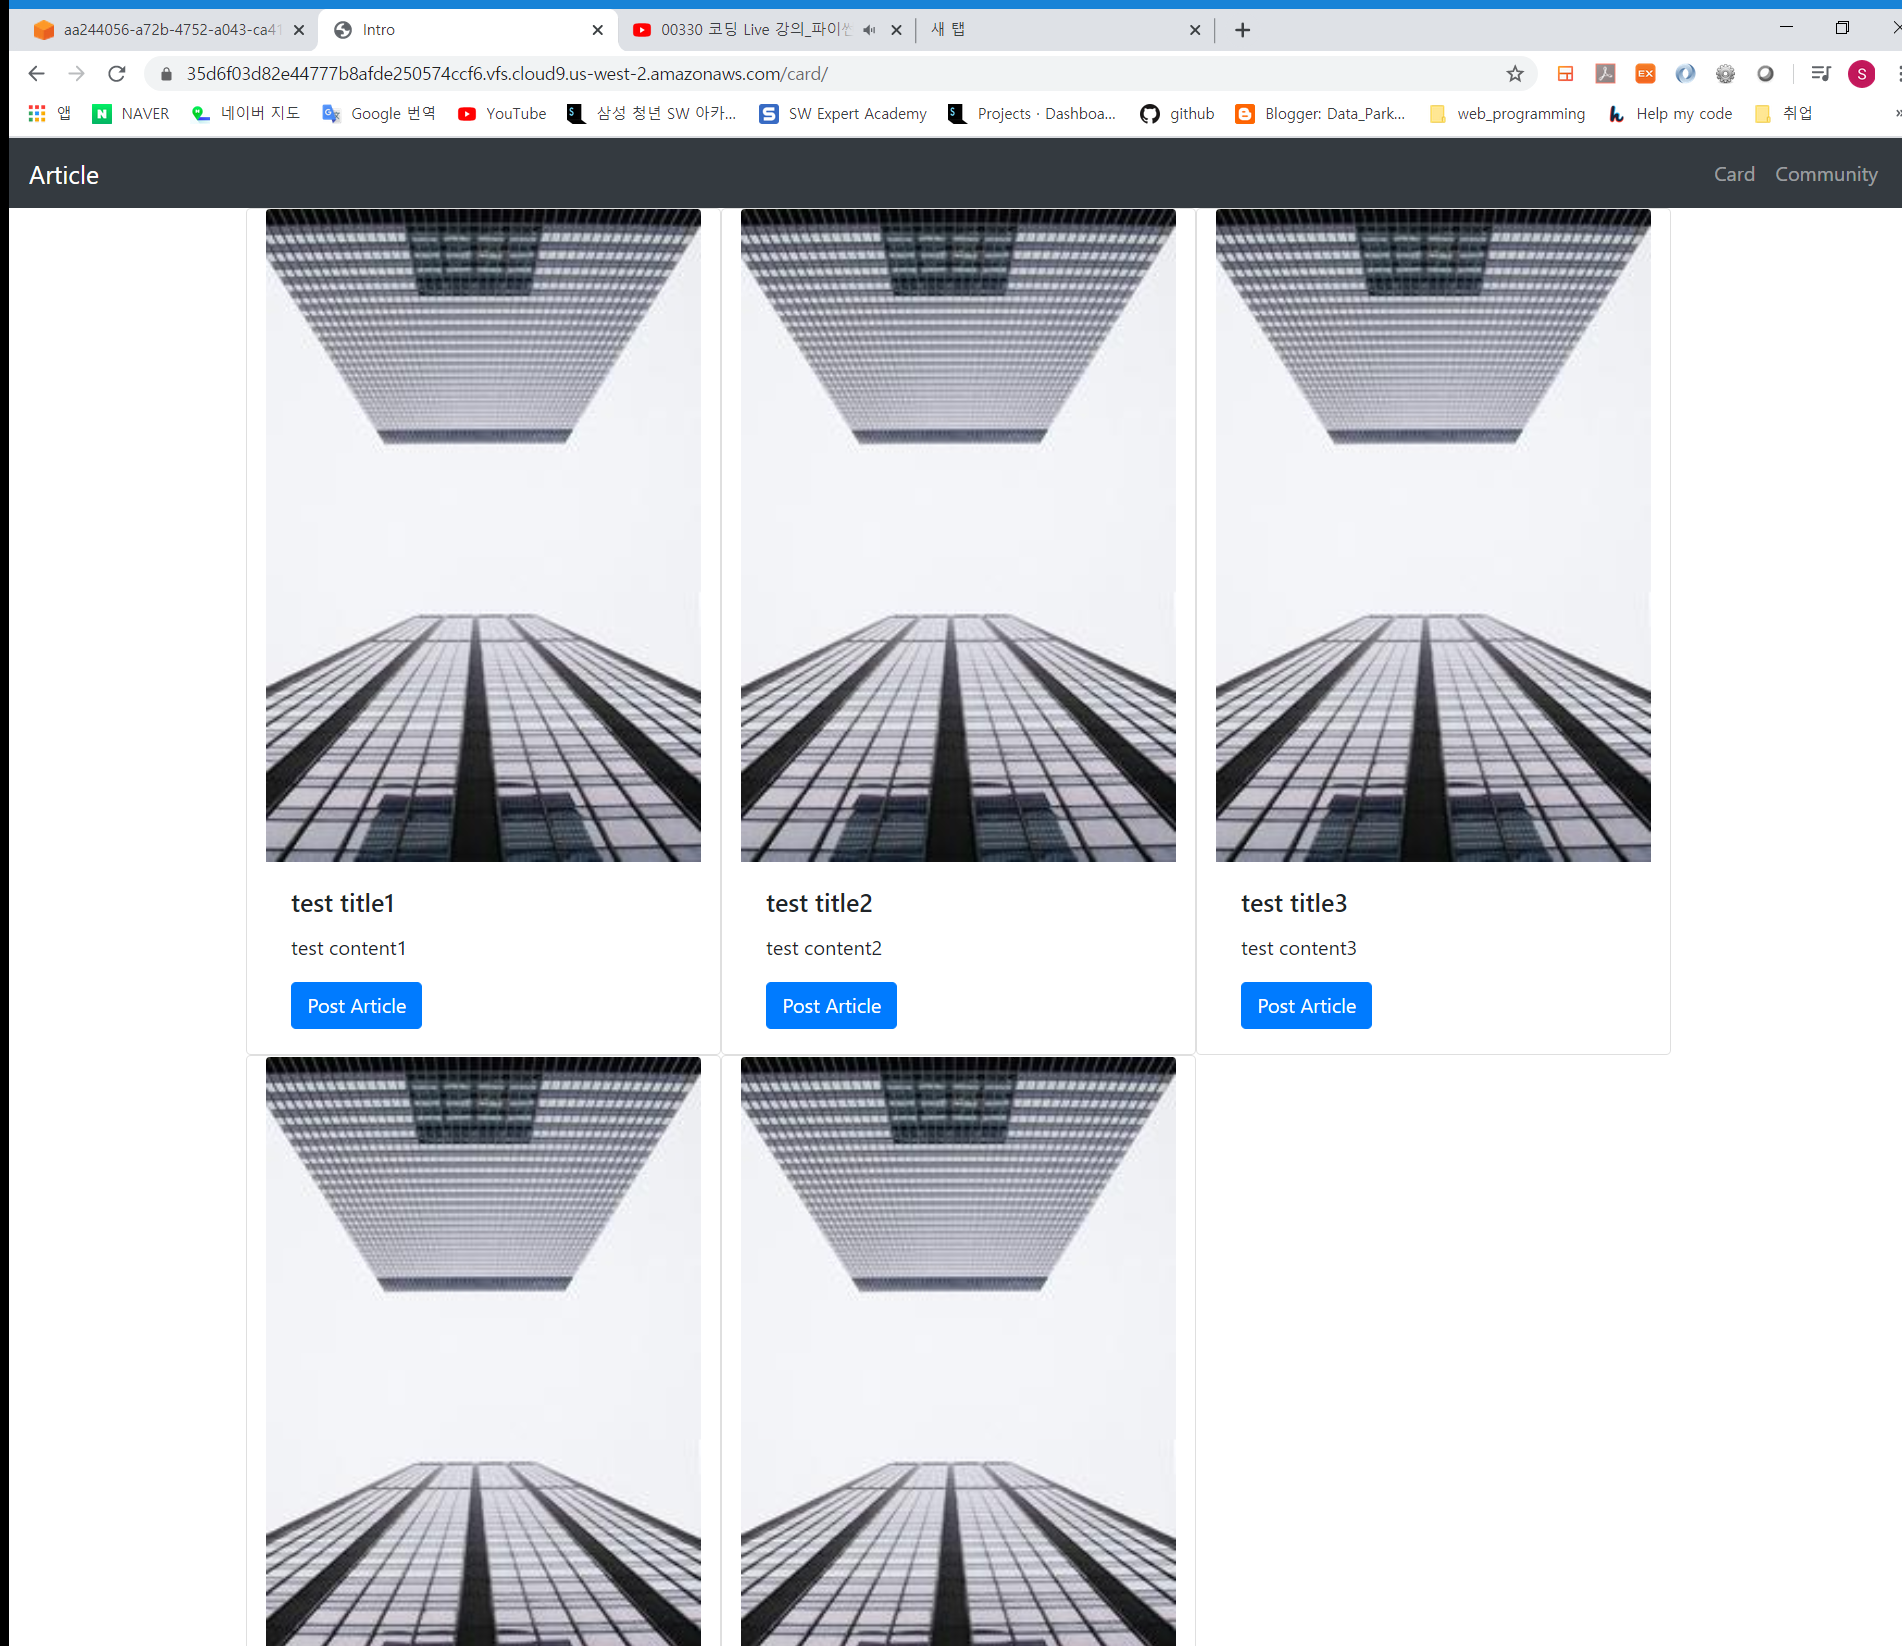 aa244056-a72b-4752-a043-ca41
Intro
00330 코딩 Live 강의_파이썬
새 탭
35d6f03d82e44777b8afde250574ccf6.vfs.cloud9.us-west-2.amazonaws.com/card/
EX
S
앱
N NAVER
네이버 지도
Google 번역
YouTube
삼성 청년 SW 아카...
S SW Expert Academy
Projects · Dashboa...
github
Blogger: Data_Park...
web_programming
Help my code
취업
»
Article
Card
Community
test title1
test content1
Post Article
test title2
test content2
Post Article
test title3
test content3
Post Article